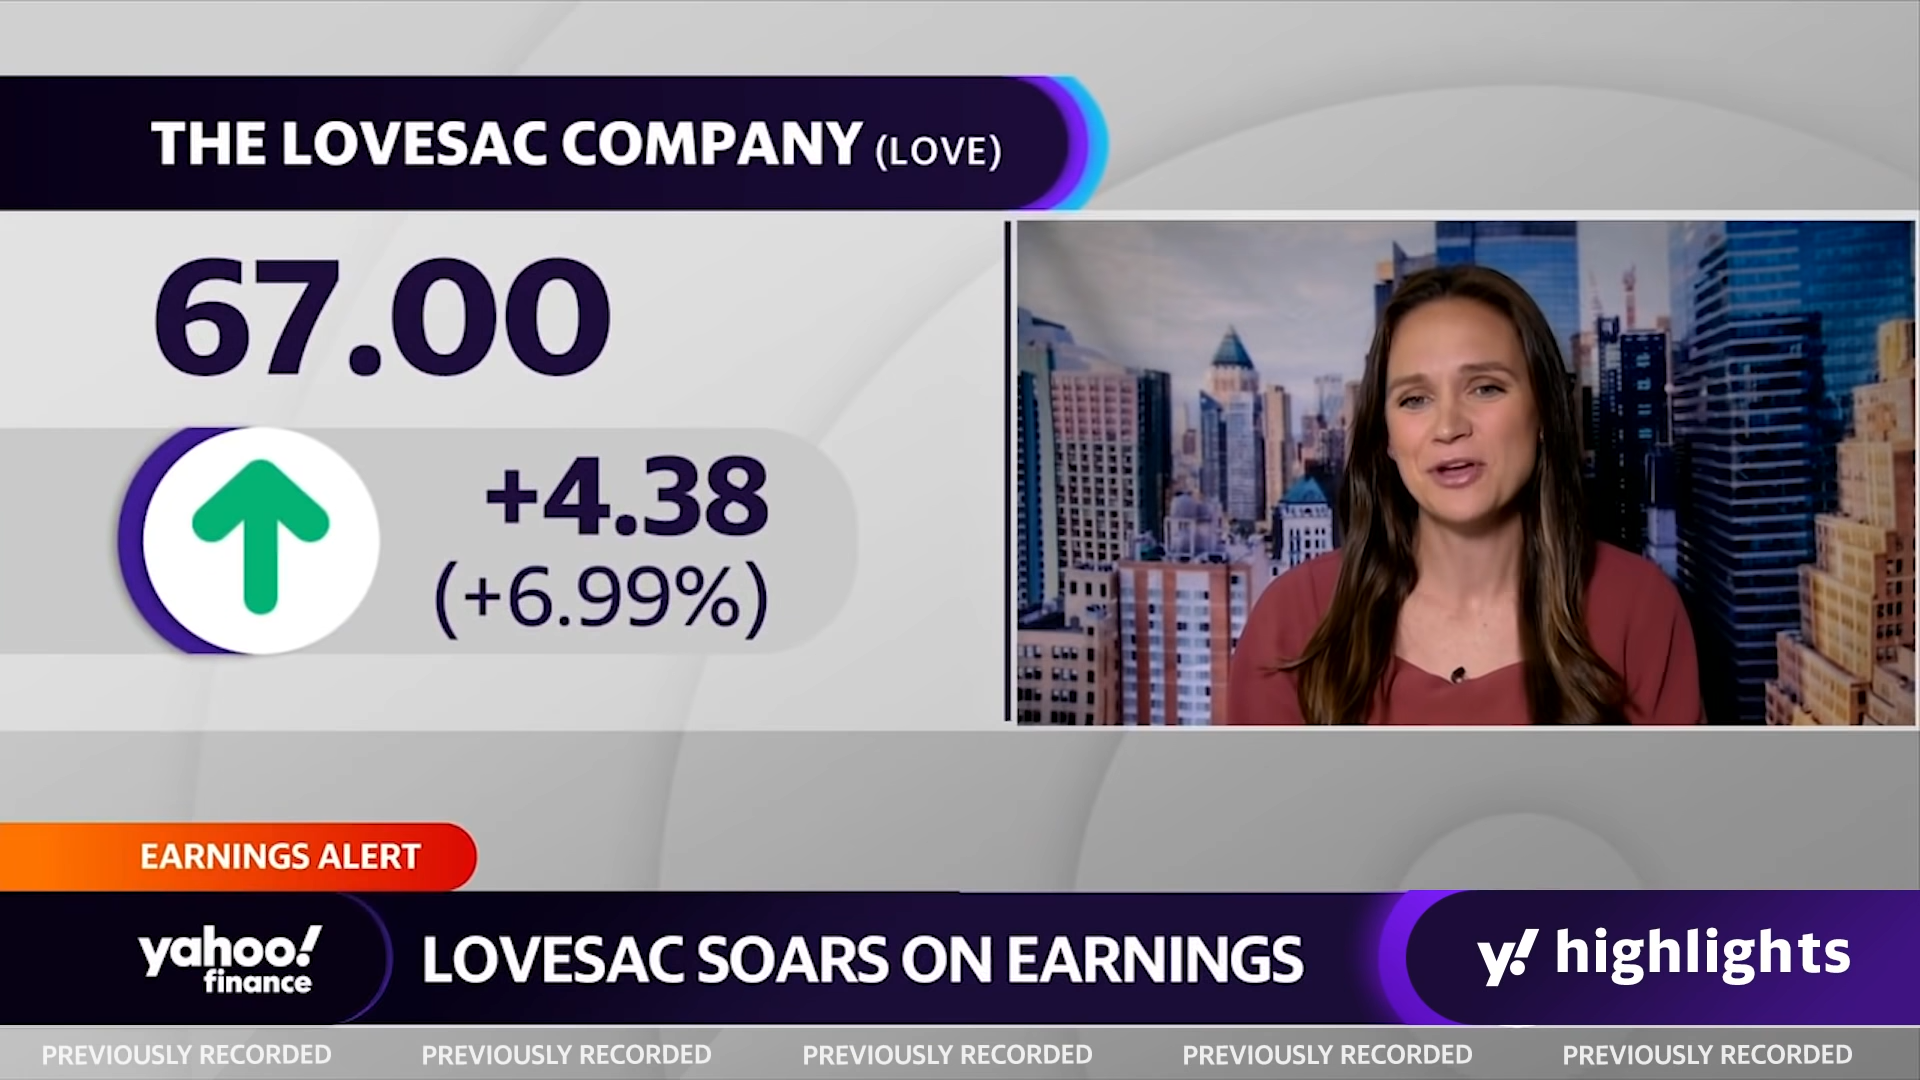 THE LOVESAC COMPANY (LOVE)
67.00
+4.38
(+6.99%)
EARNINGS ALERT
yahoo!
finance
LOVESAC SOARS ON EARNINGS
y! highlights
PREVIOUSLY RECORDED PREVIOUSLY RECORDED PREVIOUSLY RECORDED PREVIOUSLY RECORDED PREVIOUSLY RECORDED